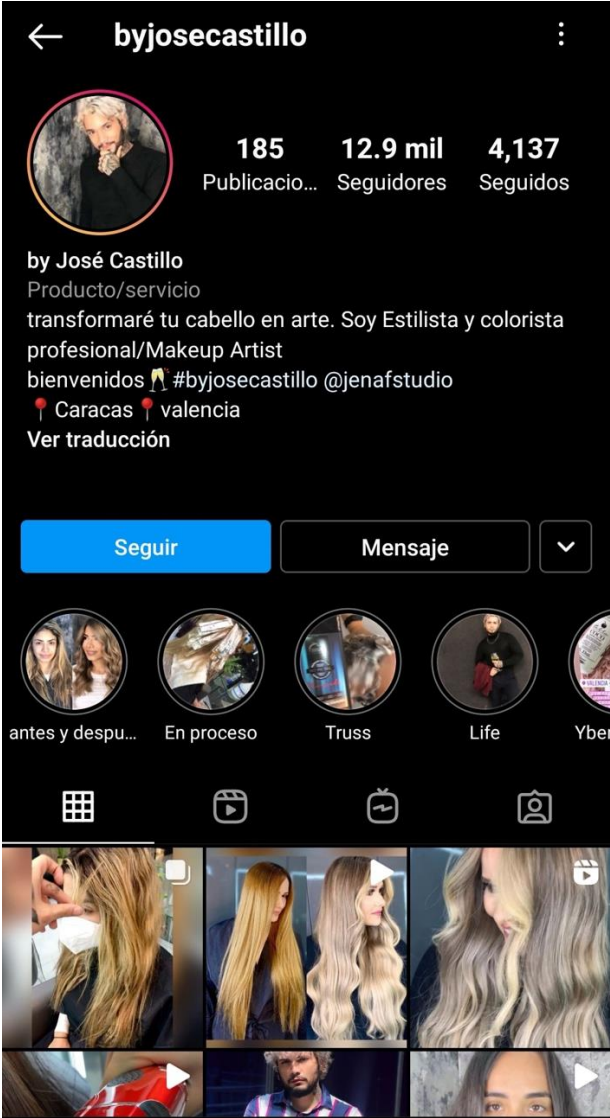 byjosecastillo
185
12.9 mil
4,137
Publicacio...
Seguidores
Seguidos
by José Castillo
Producto/servicio
transformaré tu cabello en arte. Soy Estilista y colorista
profesional/Makeup Artist
bienvenidos 🥂#byjosecastillo @jenafstudio
📍Caracas📍valencia
Ver traducción
Seguir
Mensaje
antes y despu...
En proceso
Truss
Life
Yber
VALENCIA